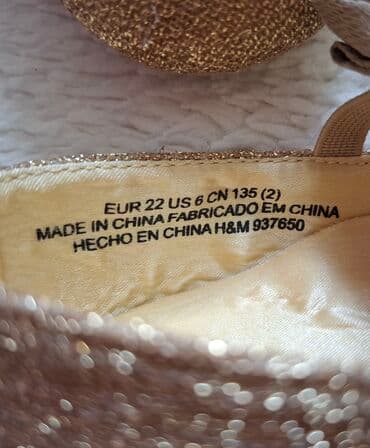 EUR 22 US 6 CN 135 (2)
MADE IN CHINA FABRICADO EM CHINA
HECHO EN CHINA H&M 937650